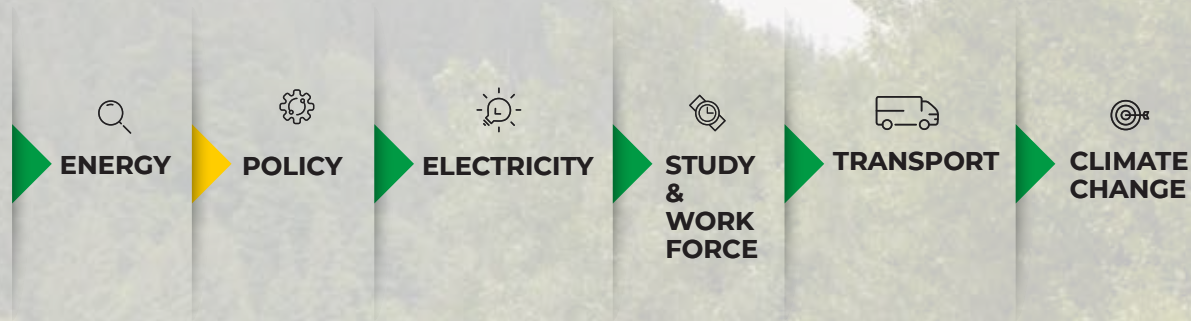 ENERGY
POLICY
ELECTRICITY
STUDY
&
WORK
FORCE
TRANSPORT
CLIMATE
CHANGE